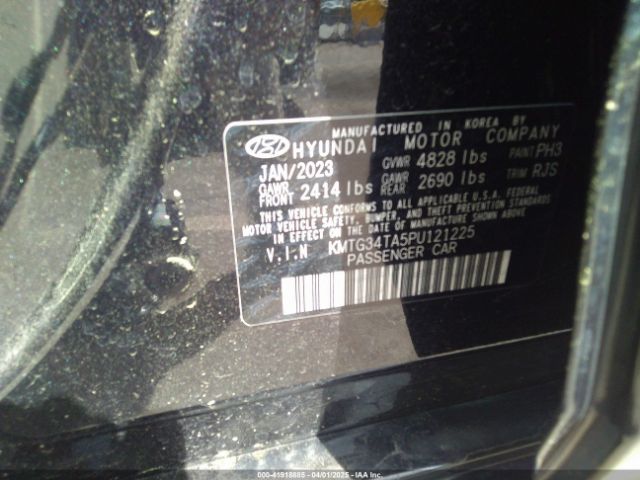 MANUFACTURED IN KOREA BY
HYUNDAI MOTOR COMPANY
JAN/2023 GVWR 4828 lbs PAINT PH3
GAWR FRONT 2414 lbs GAWR REAR 2690 lbs TRIM RJS
THIS VEHICLE CONFORMS TO ALL APPLICABLE U.S.A. FEDERAL
MOTOR VEHICLE SAFETY, BUMPER, AND THEFT PREVENTION STANDARDS
IN EFFECT ON THE DATE OF MANUFACTURE SHOWN ABOVE
V.I.N KMTG34TA5PU121225
PASSENGER CAR
000-41918885 - 04/01/2025 - IAA Inc.